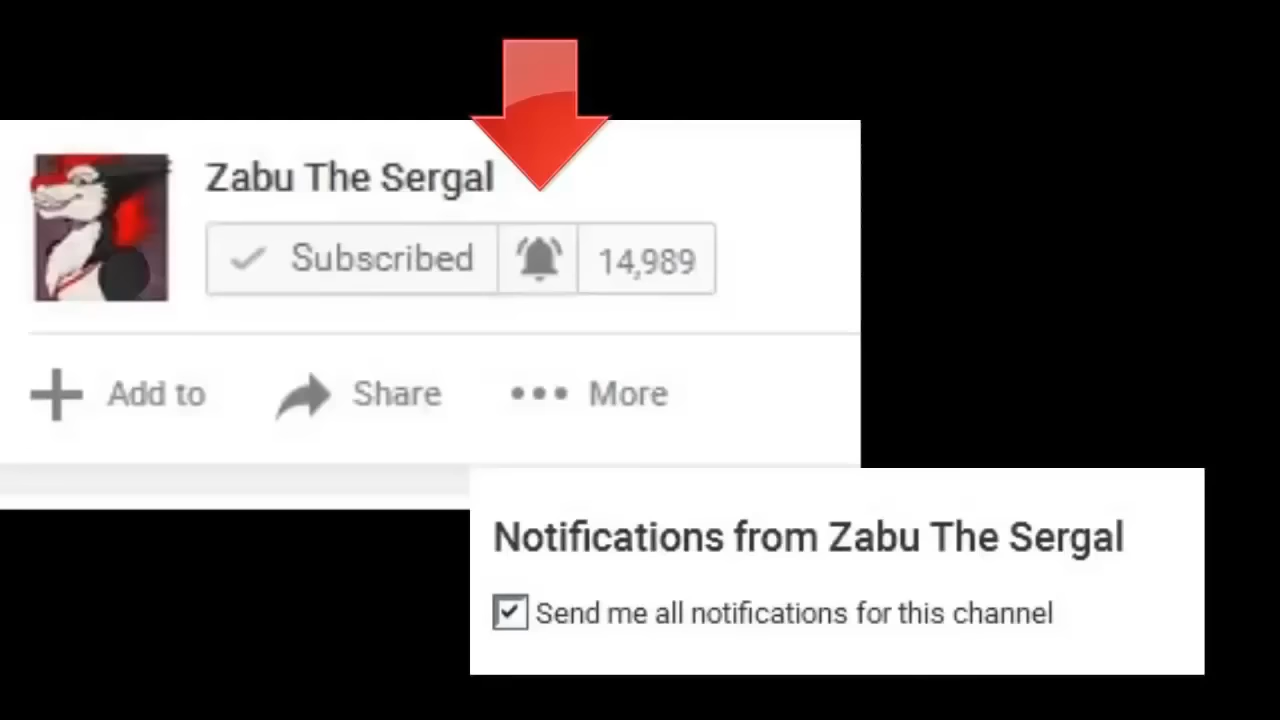 Zabu The Sergal
Subscribed 14,989
Add to Share More
Notifications from Zabu The Sergal
Send me all notifications for this channel